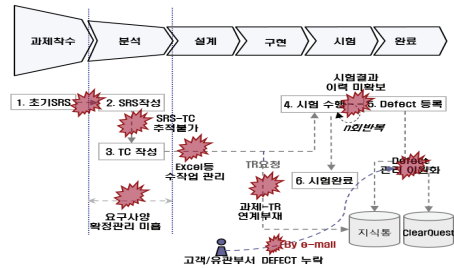 과제착수 분석 설계 구현 시험 완료
시험결과
이력 미확보
1. 초기SRS 2. SRS작성 4. 시험 수행 5. Defect 등록
SRS-TC
추적불가
n회반복
3. TC 작성
Excel등
수작업 관리
TR요청
Defect
관리 이원화
6. 시험완료
과제-TR
연계부재
요구사양
확정관리 미흡
지식통 ClearQuest
By e-mail
고객/유관부서 DEFECT 누락